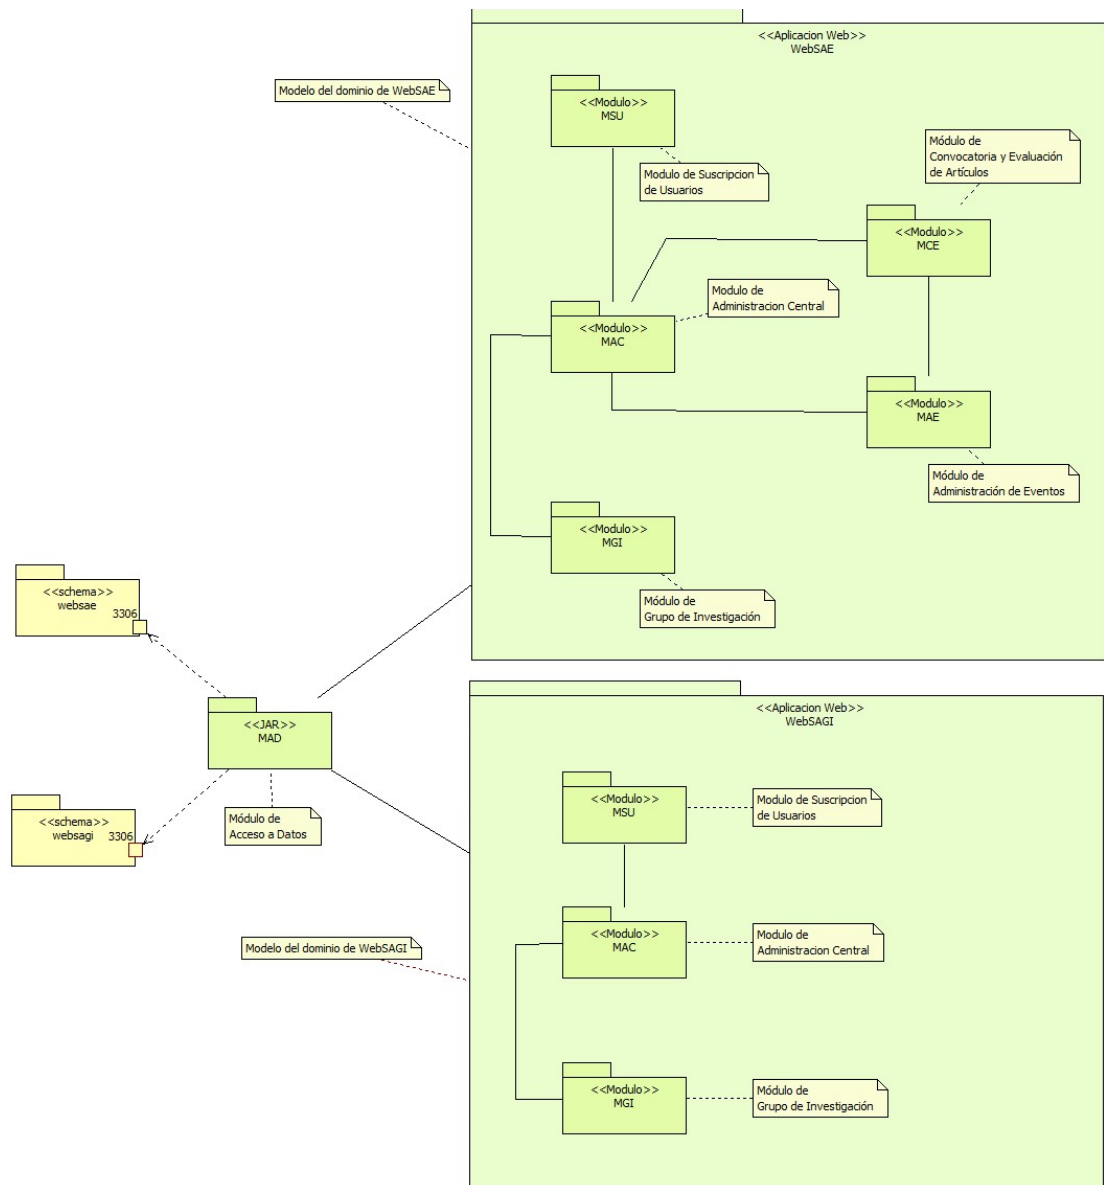 <<Aplicacion Web>>
WebSAE
Modelo del dominio de WebSAE
<<Modulo>>
MSU
Modulo de Suscripcion
de Usuarios
Módulo de
Convocatoria y Evaluación
de Artículos
<<Modulo>>
MCE
Modulo de
Administracion Central
<<Modulo>>
MAC
<<Modulo>>
MAE
Módulo de
Administración de Eventos
<<Modulo>>
MGI
Módulo de
Grupo de Investigación
<<schema>>
websae
3306
<<JAR>>
MAD
Módulo de
Acceso a Datos
<<schema>>
websagi
3306
<<Aplicacion Web>>
WebSAGI
<<Modulo>>
MSU
Modulo de Suscripcion
de Usuarios
Modelo del dominio de WebSAGI
<<Modulo>>
MAC
Modulo de
Administracion Central
<<Modulo>>
MGI
Módulo de
Grupo de Investigación